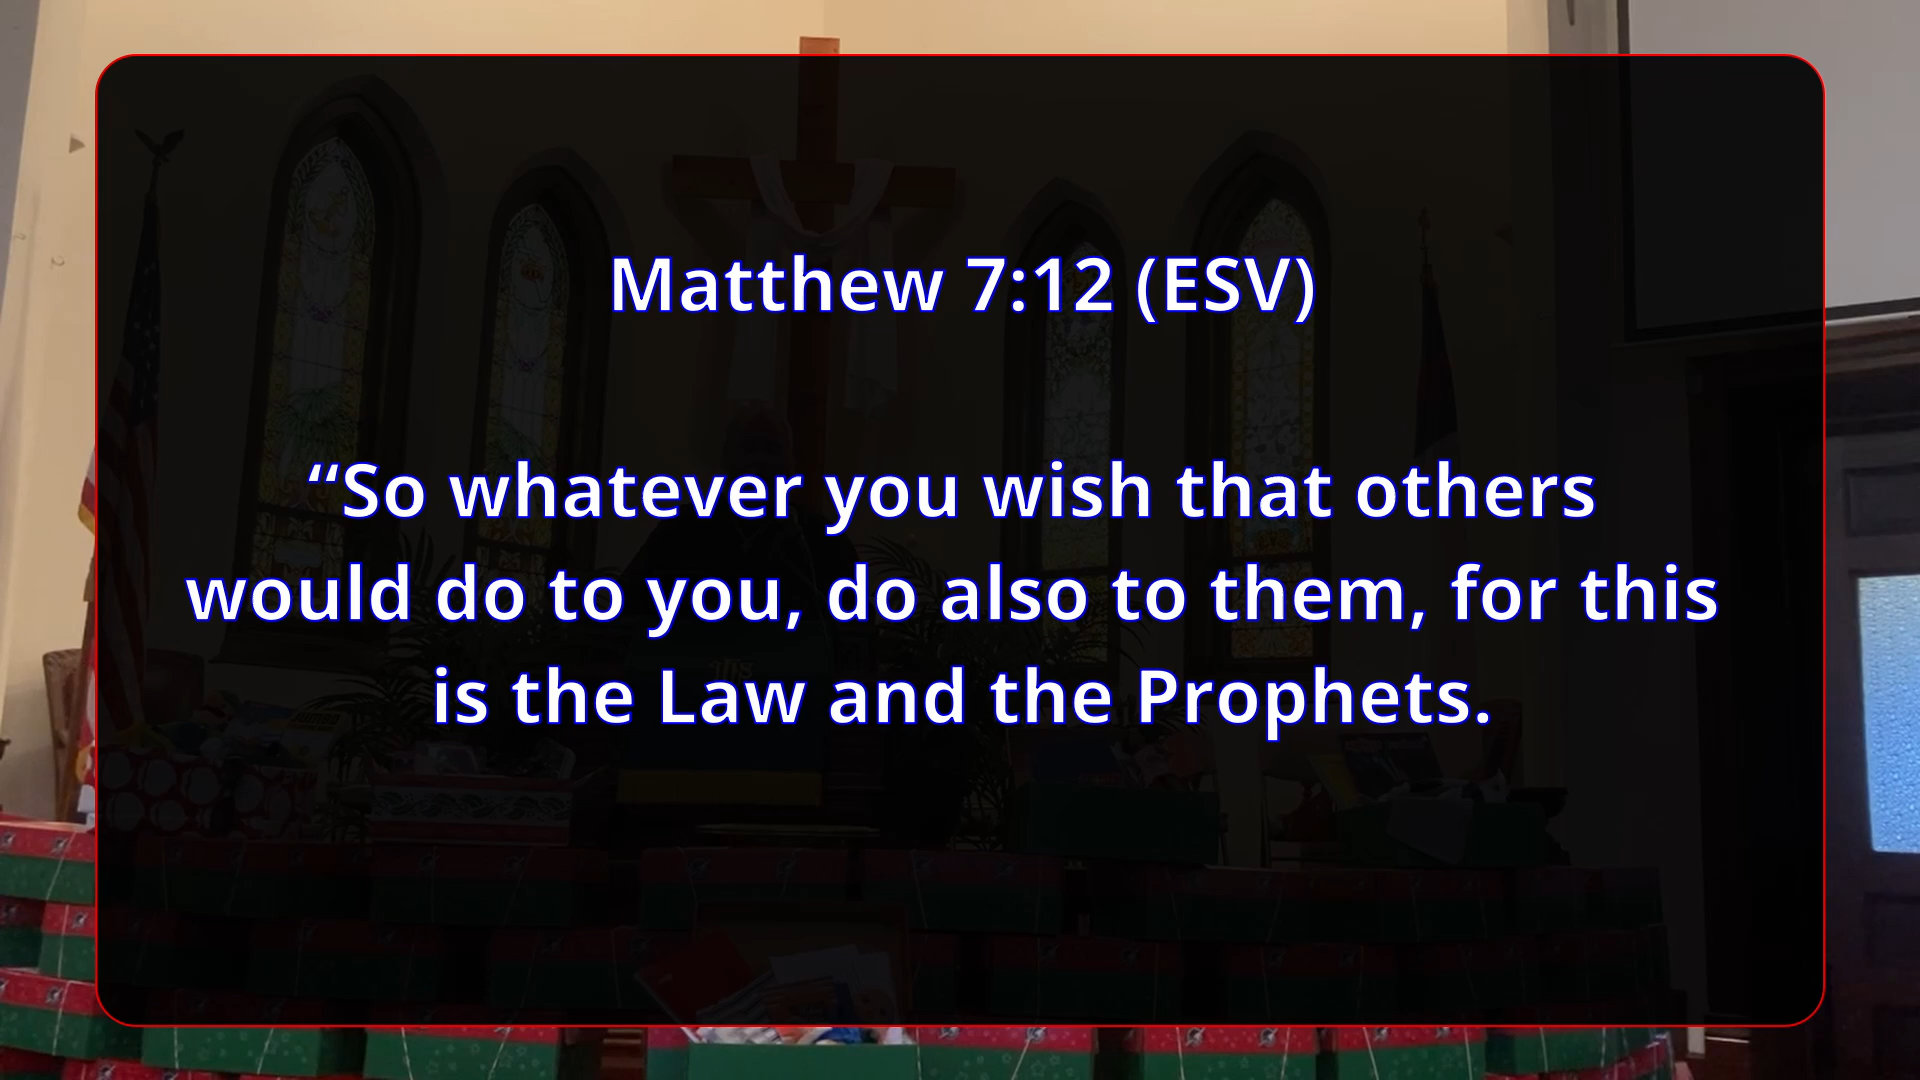 Matthew 7:12 (ESV)
“So whatever you wish that others
would do to you, do also to them, for this
is the Law and the Prophets.